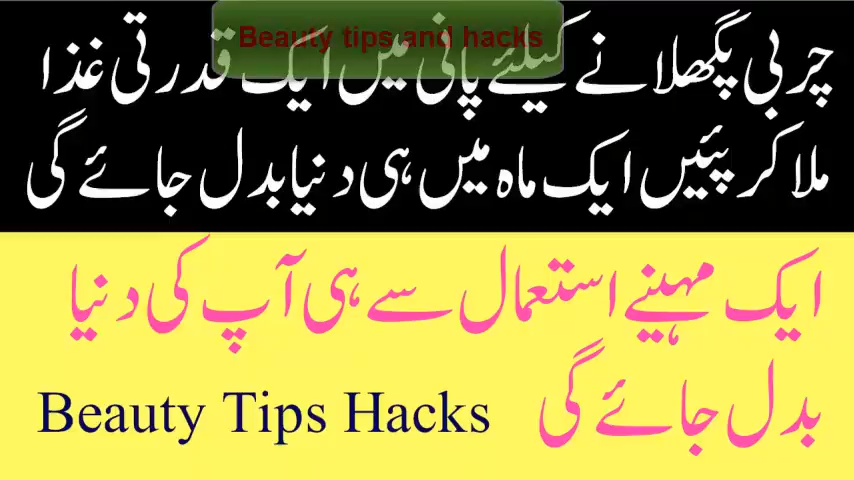 Beauty tips and hacks
چربی پگھلانے کیلئے پانی میں ایک قدرتی غذا
ملا کر پئیں ایک ماہ میں ہی دنیا بدل جائے گی
ایک مہینے استعمال سے ہی آپ کی دنیا
بدل جائے گی Beauty Tips Hacks